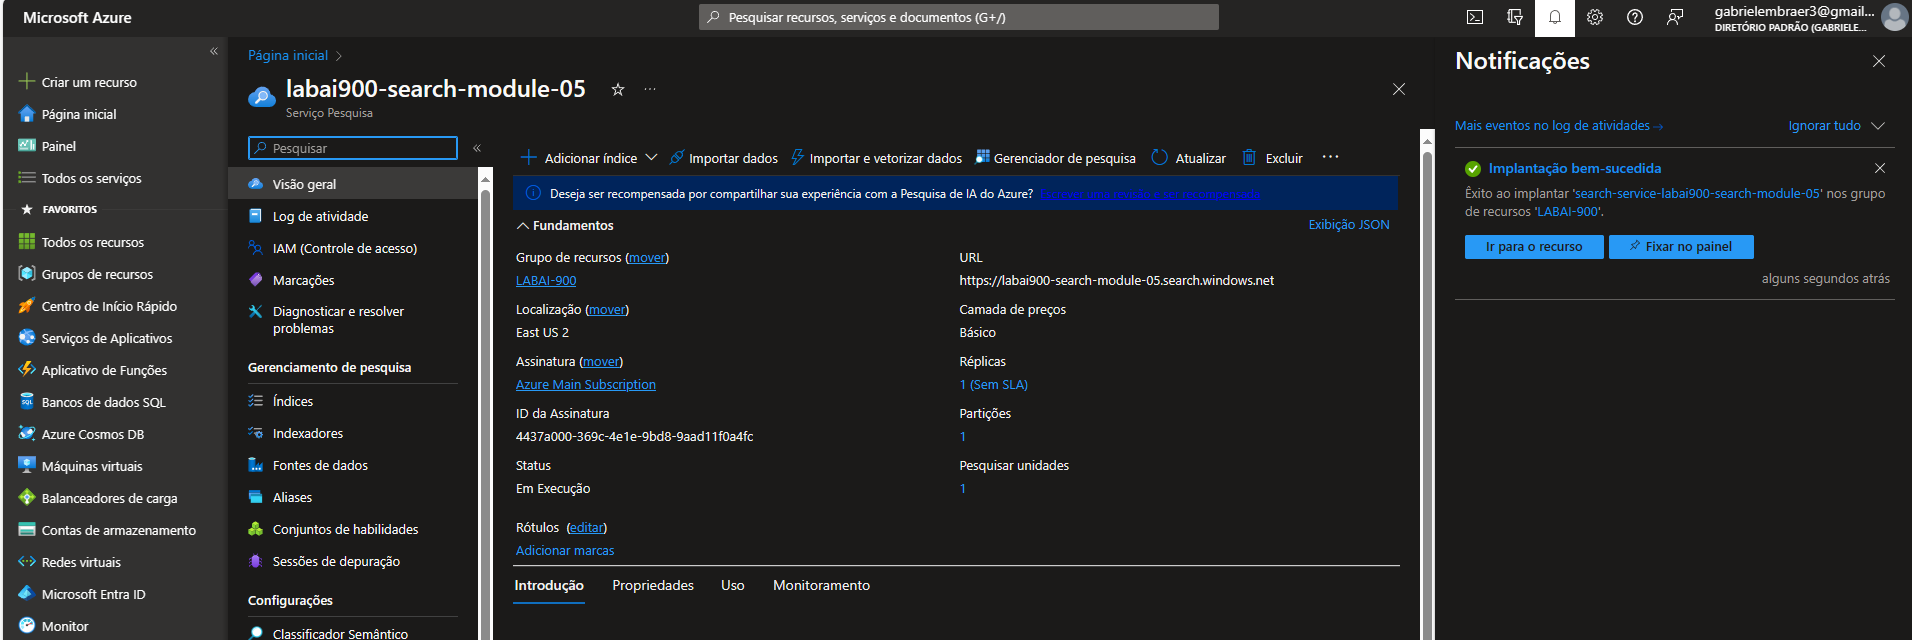 Microsoft Azure
Pesquisar recursos, serviços e documentos (G+/)
gabrielembraer3@gmail...
DIRETÓRIO PADRÃO (GABRIELE...
«
Criar um recurso
Página inicial
Painel
Todos os serviços
FAVORITOS
Todos os recursos
Grupos de recursos
Centro de Início Rápido
Serviços de Aplicativos
Aplicativo de Funções
Bancos de dados SQL
Azure Cosmos DB
Máquinas virtuais
Balanceadores de carga
Contas de armazenamento
Redes virtuais
Microsoft Entra ID
Monitor
Página inicial >
labai900-search-module-05
Serviço Pesquisa
Pesquisar
«
Visão geral
Log de atividade
IAM (Controle de acesso)
Marcações
Diagnosticar e resolver
problemas
Gerenciamento de pesquisa
Índices
Indexadores
Fontes de dados
Aliases
Conjuntos de habilidades
Sessões de depuração
Configurações
Classificador Semântico
Adicionar índice
Importar dados
Importar e vetorizar dados
Gerenciador de pesquisa
Atualizar
Excluir
Deseja ser recompensada por compartilhar sua experiência com a Pesquisa de IA do Azure?
Fundamentos
Exibição JSON
Grupo de recursos (mover)
LABAI-900
Localização (mover)
East US 2
Assinatura (mover)
Azure Main Subscription
ID da Assinatura
4437a000-369c-4e1e-9bd8-9aad11f0a4fc
Status
Em Execução
Rótulos (editar)
Adicionar marcas
URL
https://labai900-search-module-05.search.windows.net
Camada de preços
Básico
Réplicas
1 (Sem SLA)
Partições
1
Pesquisar unidades
1
Introdução
Propriedades
Uso
Monitoramento
Notificações
Mais eventos no log de atividades →
Ignorar tudo
Implantação bem-sucedida
Êxito ao implantar 'search-service-labai900-search-module-05' nos grupo
de recursos 'LABAI-900'.
Ir para o recurso
Fixar no painel
alguns segundos atrás